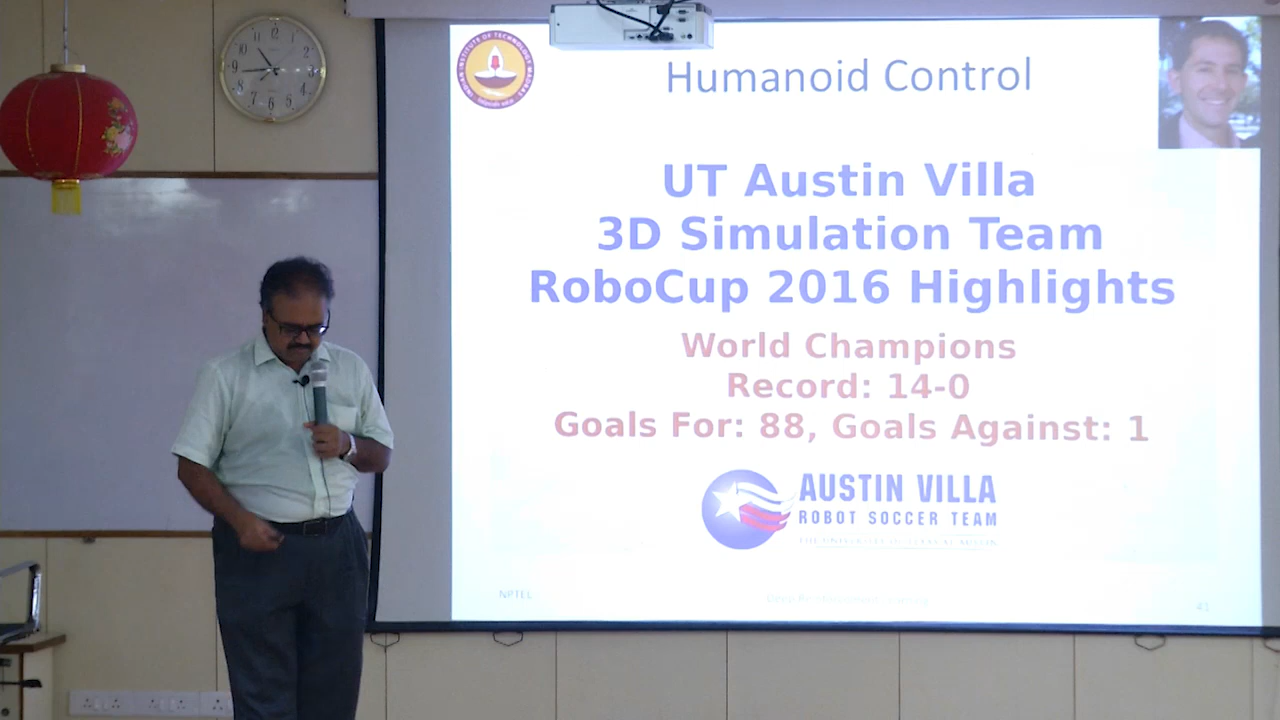 Humanoid Control
UT Austin Villa
3D Simulation Team
RoboCup 2016 Highlights
World Champions
Record: 14-0
Goals For: 88, Goals Against: 1
AUSTIN VILLA
ROBOT SOCCER TEAM
NPTEL
41